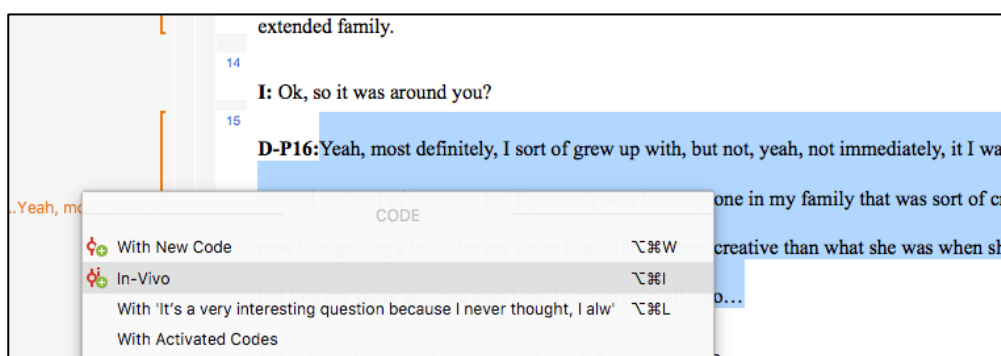 extended family.
14
I: Ok, so it was around you?
15
D-P16:Yeah, most definitely, I sort of grew up with, but not, yeah, not immediately, it I wa
..Yeah, mo
one in my family that was sort of c
CODE
With New Code ⌥⌘W
creative than what she was when sh
In-Vivo ⌥⌘I
o…
With 'It's a very interesting question because I never thought, I alw' ⌥⌘L
With Activated Codes